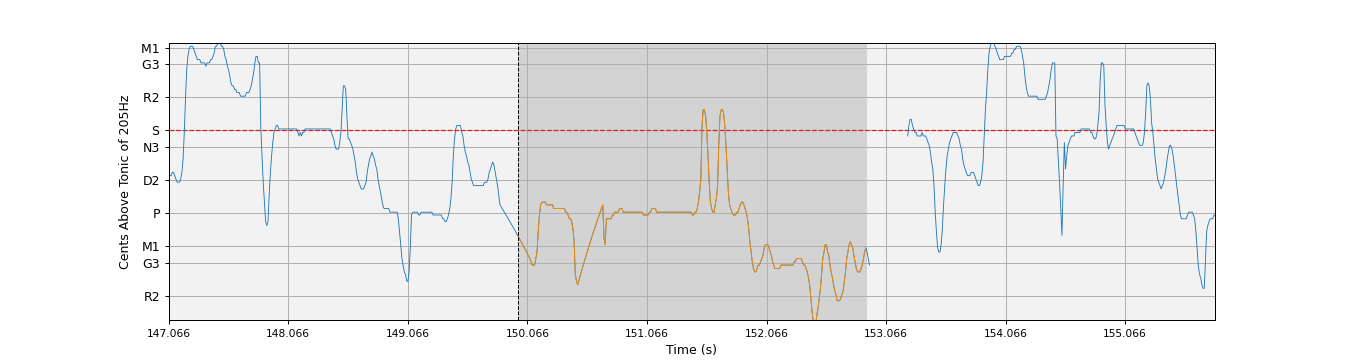 M1
G3
R2
S
N3
D2
P
M1
G3
R2
Cents Above Tonic of 205Hz
147.066 148.066 149.066 150.066 151.066 152.066 153.066 154.066 155.066
Time (s)